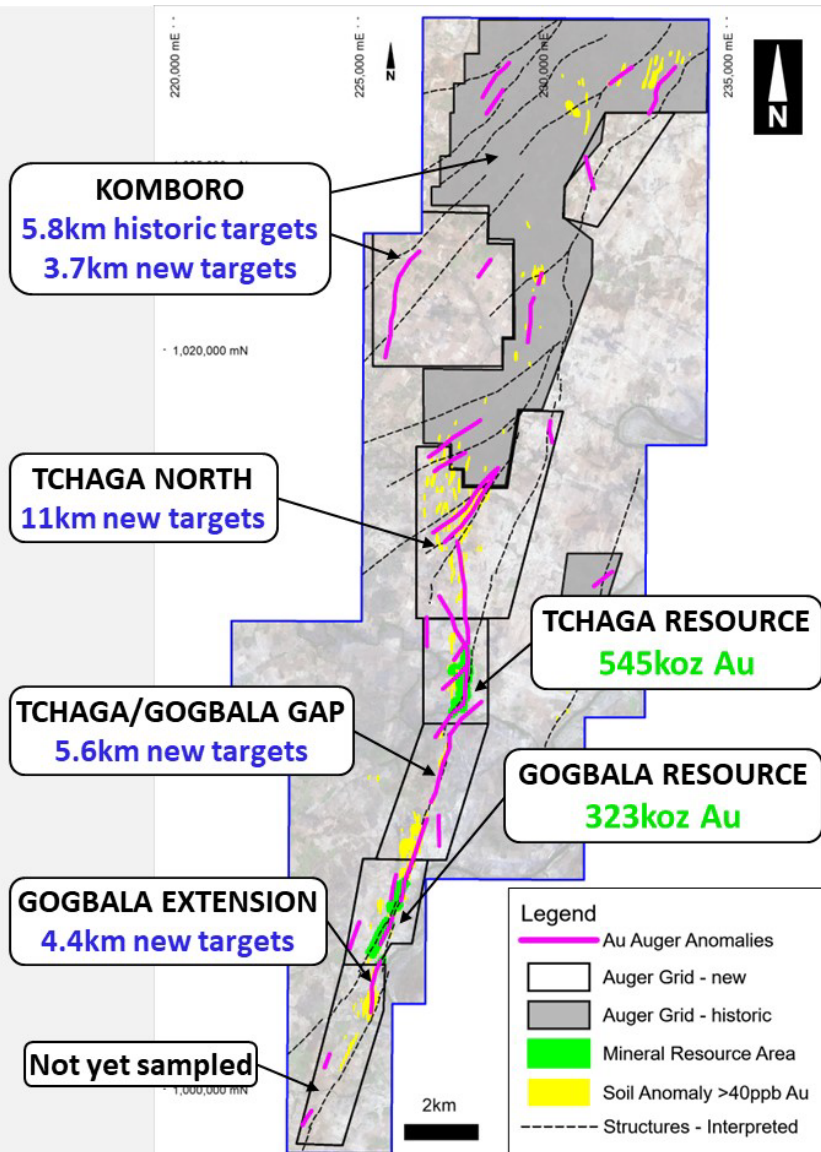 220,000 mE
225,000 mE
230,000 mE
235,000 mE
N
N
KOMBORO
5.8km historic targets
3.7km new targets
1,020,000 mN
TCHAGA NORTH
11km new targets
TCHAGA RESOURCE
545koz Au
TCHAGA/GOGBALA GAP
5.6km new targets
GOGBALA RESOURCE
323koz Au
GOGBALA EXTENSION
4.4km new targets
Not yet sampled
1,000,000 mN
2km
Legend
Au Auger Anomalies
Auger Grid - new
Auger Grid - historic
Mineral Resource Area
Soil Anomaly >40ppb Au
Structures - Interpreted